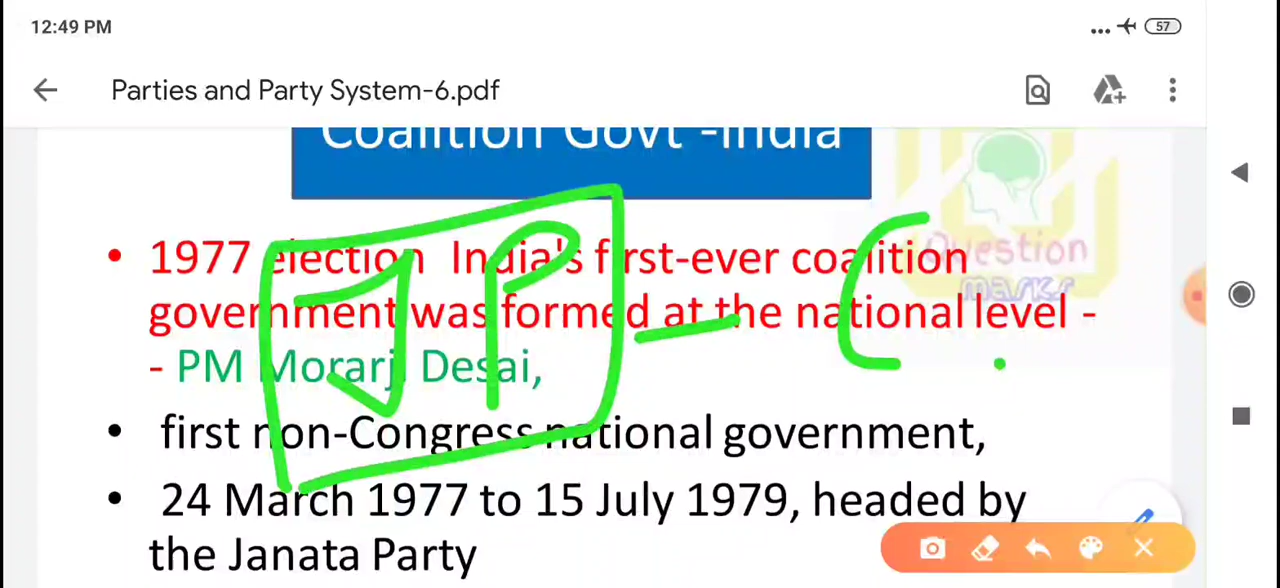 12:49 PM
57
Parties and Party System-6.pdf
Coalition Govt -India
• 1977 election India's first-ever coalition
government was formed at the national level -
- PM Morarji Desai,
• first non-Congress national government,
• 24 March 1977 to 15 July 1979, headed by
the Janata Party
Question
Marks
JP - C